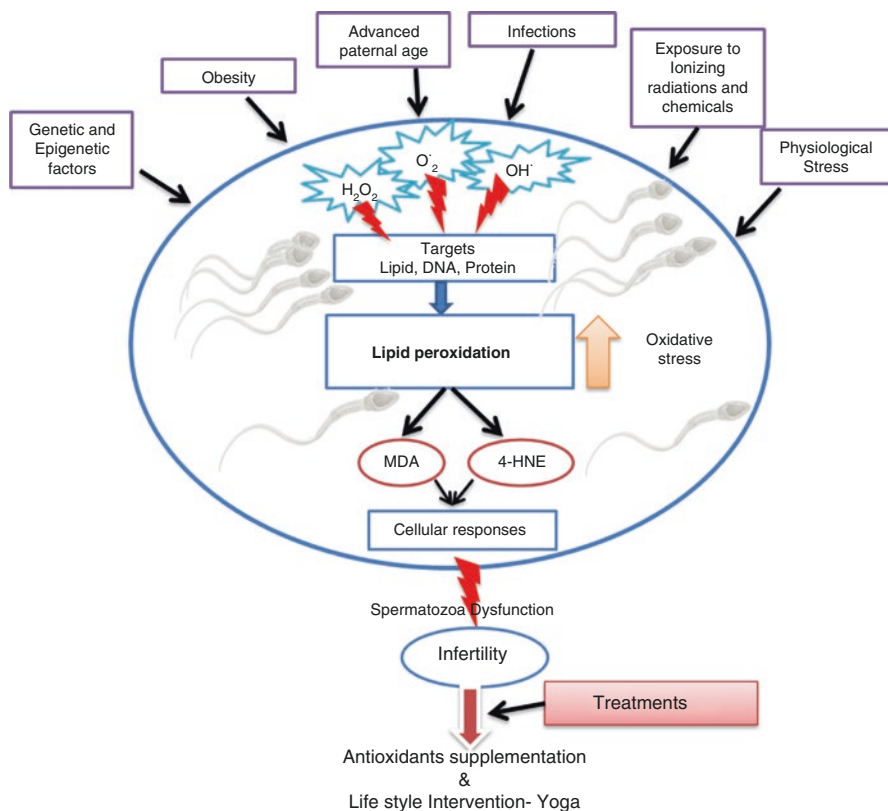 Advanced
paternal age
Infections
Exposure to
Ionizing
radiations and
chemicals
Obesity
Genetic and
Epigenetic
factors
Physiological
Stress
H₂O₂
O₂˙
OH˙
Targets
Lipid, DNA, Protein
Lipid peroxidation
Oxidative
stress
MDA
4-HNE
Cellular responses
Spermatozoa Dysfunction
Infertility
Treatments
Antioxidants supplementation
&
Life style Intervention- Yoga